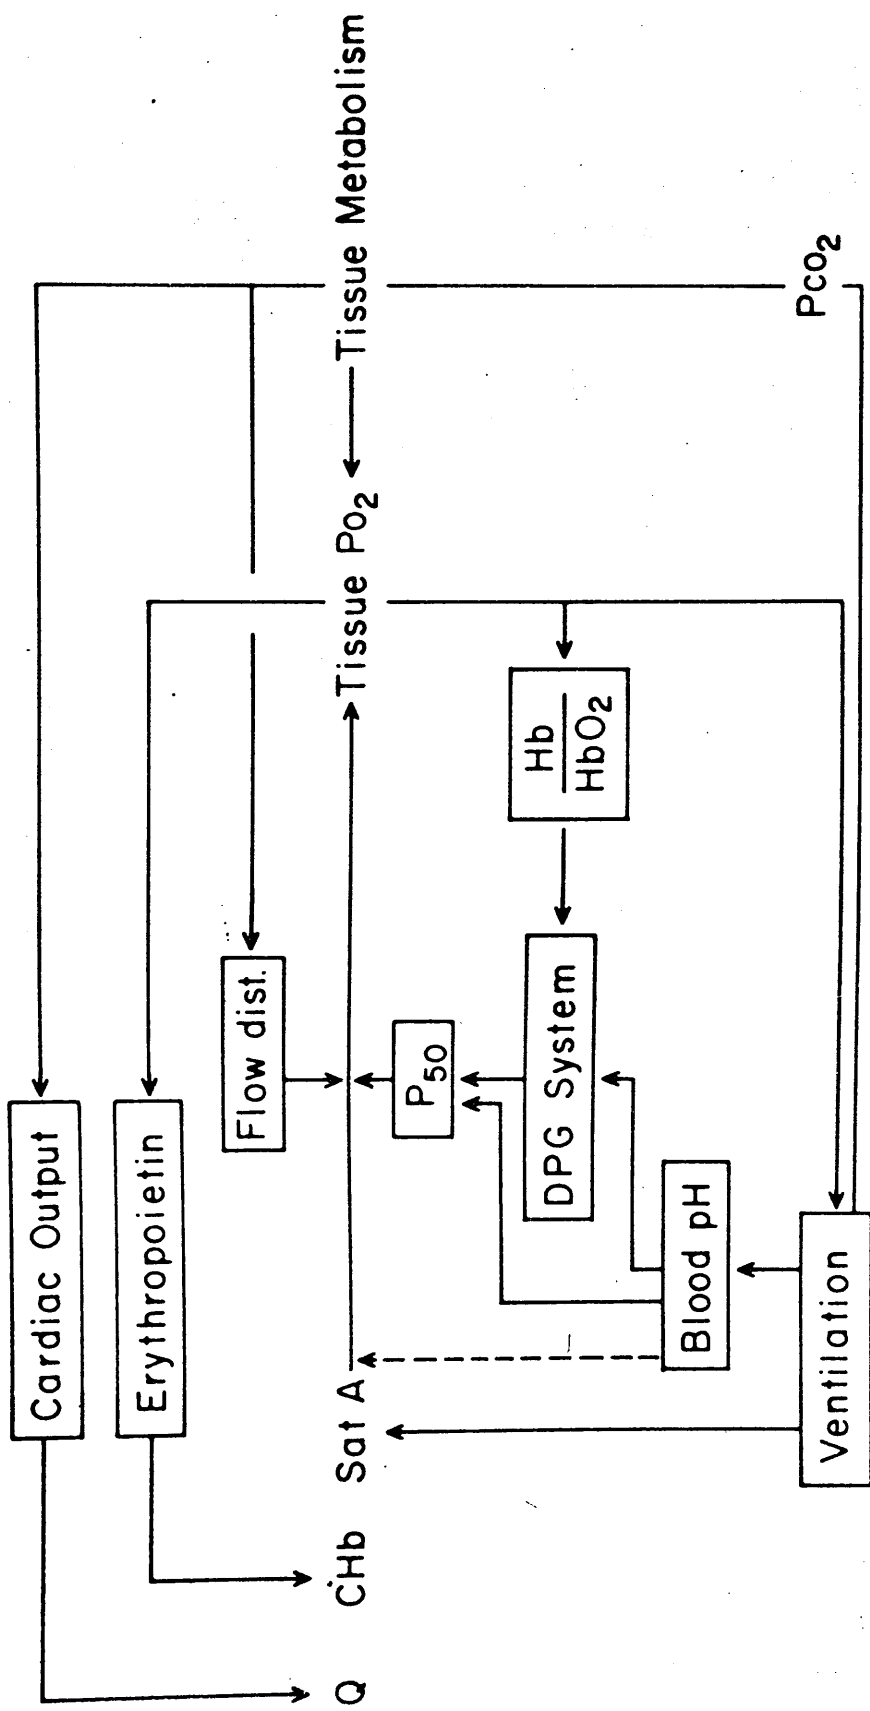 Cardiac Output
Erythropoietin
Flow dist.
Q CHb Sat A Tissue PO2 Tissue Metabolism
P50
DPG System
Hb
HbO2
Blood pH
Ventilation
PCO2